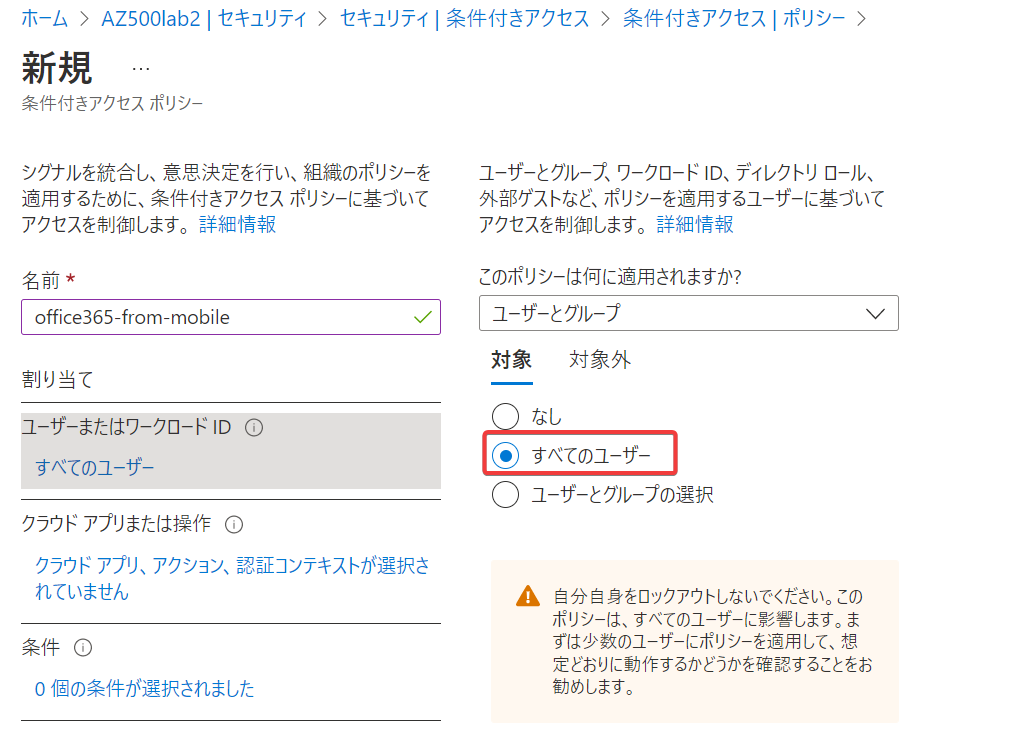 ホーム > AZ500lab2 | セキュリティ > セキュリティ | 条件付きアクセス > 条件付きアクセス | ポリシー >
新規 …
条件付きアクセス ポリシー
シグナルを統合し、意思決定を行い、組織のポリシーを
適用するために、条件付きアクセス ポリシーに基づいて
アクセスを制御します。 詳細情報
名前 *
office365-from-mobile
割り当て
ユーザーまたはワークロード ID
すべてのユーザー
クラウド アプリまたは操作
クラウド アプリ、アクション、認証コンテキストが選択さ
れていません
条件
0 個の条件が選択されました
ユーザーとグループ、ワークロード ID、ディレクトリ ロール、
外部ゲストなど、ポリシーを適用するユーザーに基づいて
アクセスを制御します。 詳細情報
このポリシーは何に適用されますか?
ユーザーとグループ
対象 対象外
なし
すべてのユーザー
ユーザーとグループの選択
自分自身をロックアウトしないでください。この
ポリシーは、すべてのユーザーに影響します。ま
ずは少数のユーザーにポリシーを適用して、想
定どおりに動作するかどうかを確認することをお
勧めします。